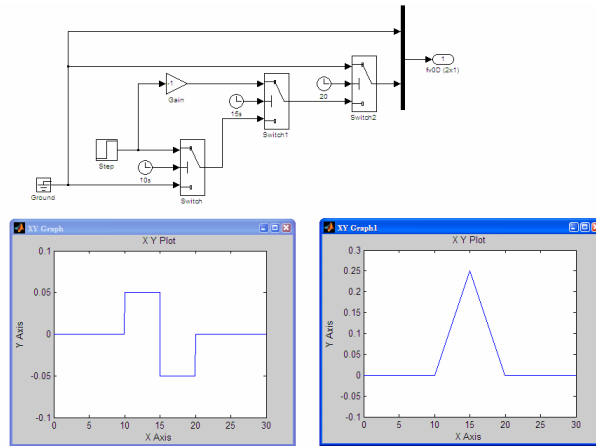 1
fv0D (2x1)
-1
Gain
15s
Switch1
20
Switch2
Step
10s
Switch
Ground
XY Graph
X Y Plot
0.1
0.05
0
-0.05
-0.1
Y Axis
0 5 10 15 20 25 30
X Axis
XY Graph1
X Y Plot
0.3
0.25
0.2
0.15
0.1
0.05
0
-0.05
-0.1
Y Axis
0 5 10 15 20 25 30
X Axis